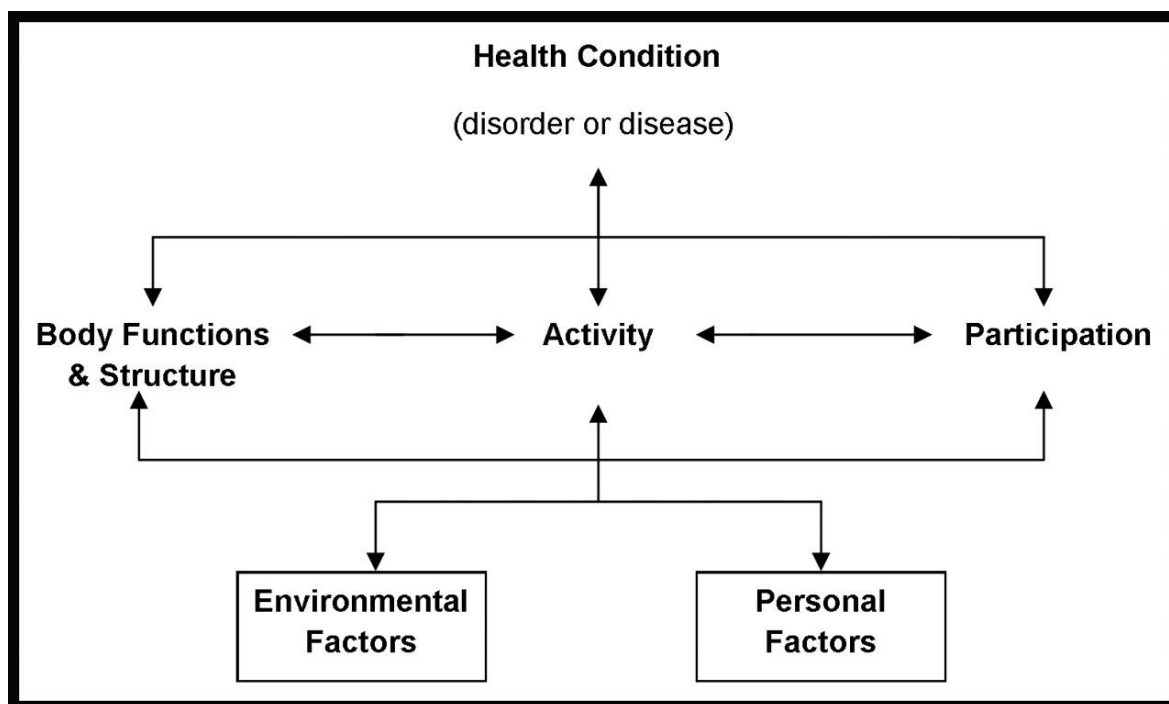 Health Condition
(disorder or disease)
Body Functions
& Structure
Activity
Participation
Environmental
Factors
Personal
Factors